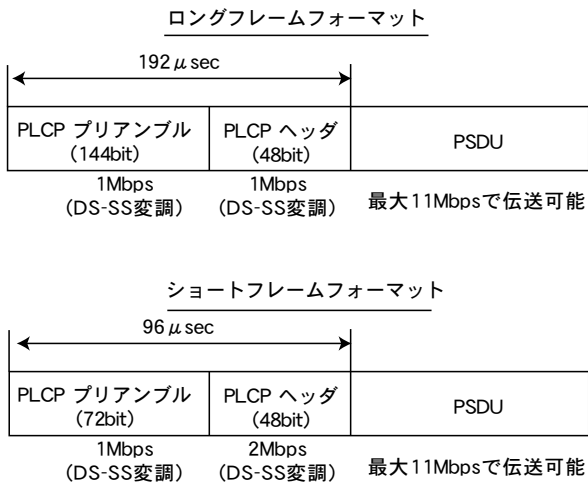 ロングフレームフォーマット
192μsec
PLCP プリアンブル
(144bit)
PLCP ヘッダ
(48bit)
PSDU
1Mbps
(DS-SS変調)
1Mbps
(DS-SS変調)
最大11Mbpsで伝送可能
ショートフレームフォーマット
96μsec
PLCP プリアンブル
(72bit)
PLCP ヘッダ
(48bit)
PSDU
1Mbps
(DS-SS変調)
2Mbps
(DS-SS変調)
最大11Mbpsで伝送可能